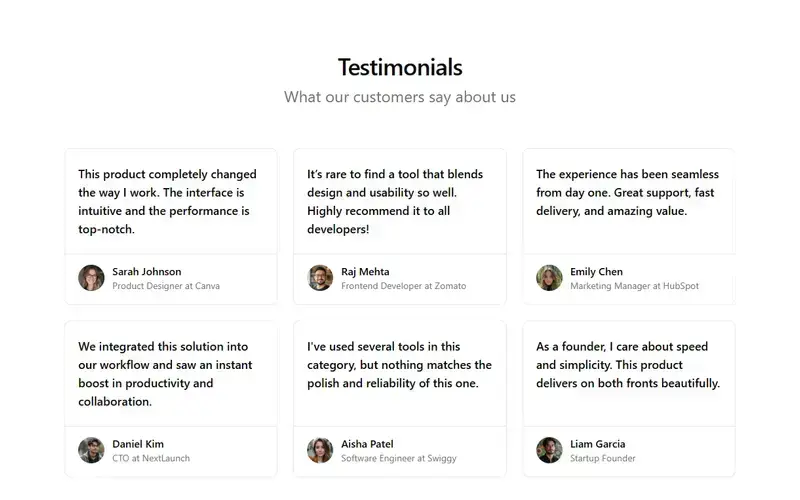 Testimonials
What our customers say about us
This product completely changed
the way I work. The interface is
intuitive and the performance is
top-notch.
Sarah Johnson
Product Designer at Canva
It’s rare to find a tool that blends
design and usability so well.
Highly recommend it to all
developers!
Raj Mehta
Frontend Developer at Zomato
The experience has been seamless
from day one. Great support, fast
delivery, and amazing value.
Emily Chen
Marketing Manager at HubSpot
We integrated this solution into
our workflow and saw an instant
boost in productivity and
collaboration.
Daniel Kim
CTO at NextLaunch
I've used several tools in this
category, but nothing matches the
polish and reliability of this one.
Aisha Patel
Software Engineer at Swiggy
As a founder, I care about speed
and simplicity. This product
delivers on both fronts beautifully.
Liam Garcia
Startup Founder